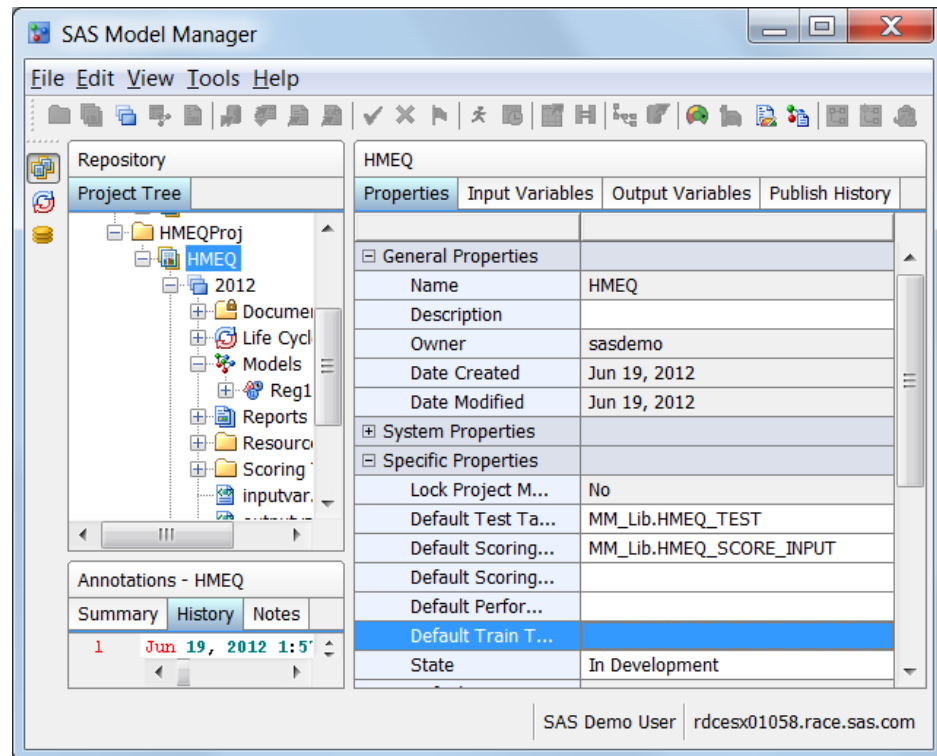 SAS Model Manager
File Edit View Tools Help
Repository
Project Tree
HMEQProj
HMEQ
2012
Documen
Life Cycl
Models
Reg1
Reports
Resourc
Scoring
inputvar.
Annotations - HMEQ
Summary History Notes
1 Jun 19, 2012 1:5
HMEQ
Properties Input Variables Output Variables Publish History
General Properties
Name HMEQ
Description
Owner sasdemo
Date Created Jun 19, 2012
Date Modified Jun 19, 2012
System Properties
Specific Properties
Lock Project M... No
Default Test Ta... MM_Lib.HMEQ_TEST
Default Scoring... MM_Lib.HMEQ_SCORE_INPUT
Default Scoring...
Default Perfor...
Default Train T...
State In Development
SAS Demo User rdcesx01058.race.sas.com